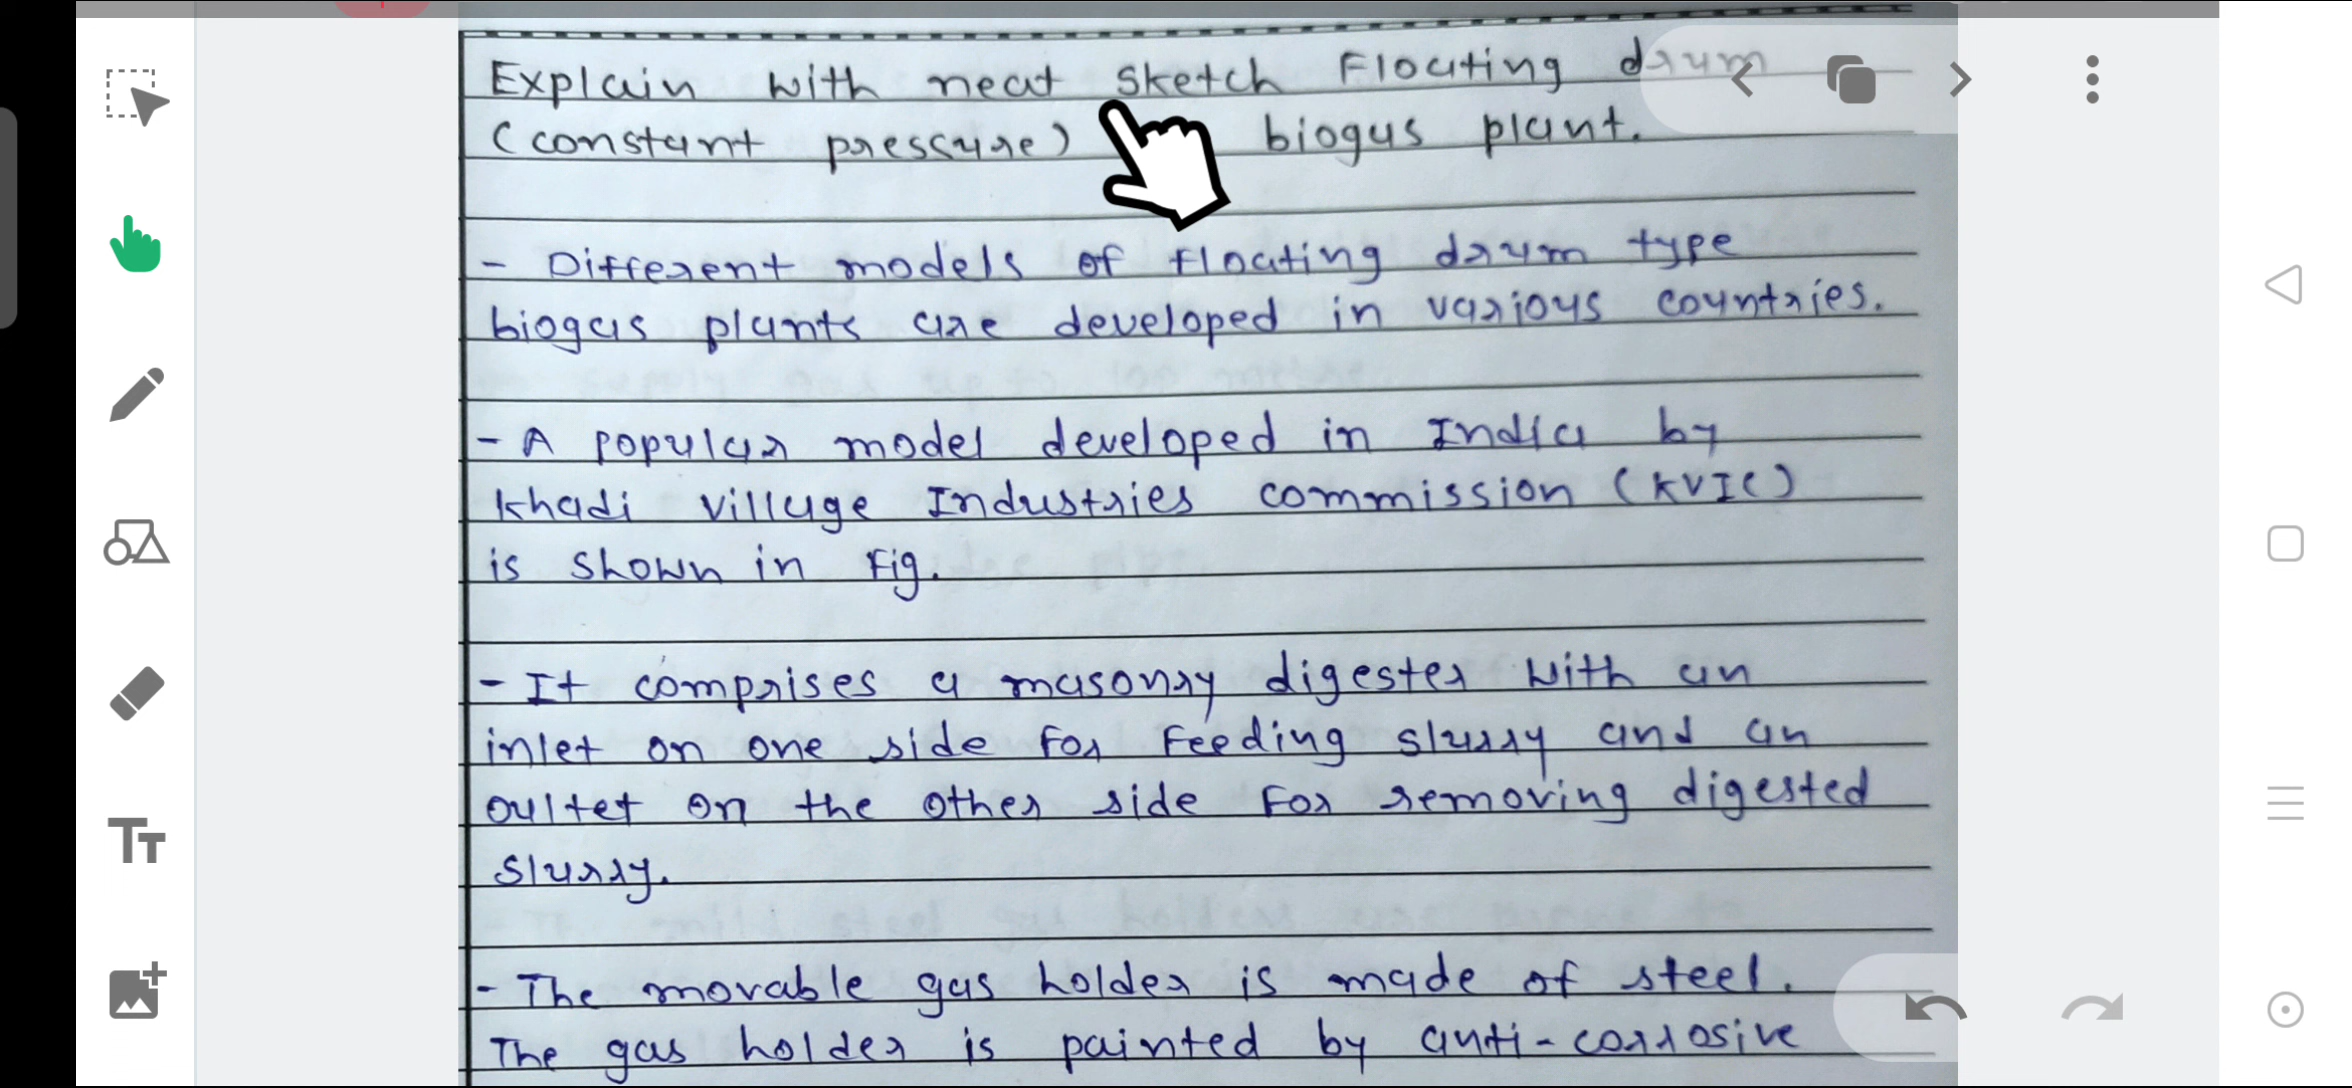 Explain with neat sketch Floating drum
(constant pressure) biogas plant.
- Different models of floating drum type
biogas plants are developed in various countries.
- A popular model developed in India by
khadi village Industries commission (KVIC)
is shown in Fig.
- It comprises a masonry digester with an
inlet on one side for feeding slurry and an
oultet on the other side for removing digested
slurry.
- The movable gas holder is made of steel.
The gas holder is painted by anti-corrosive
TT